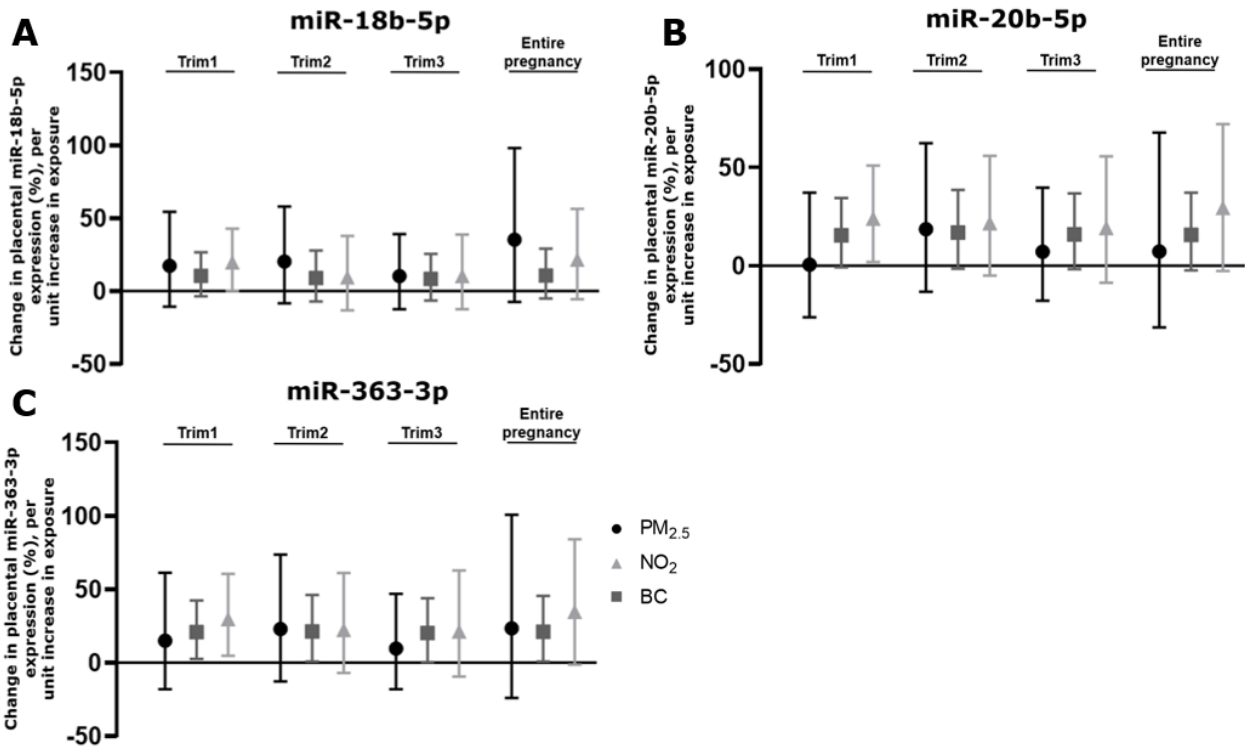 A
miR-18b-5p
Change in placental miR-18b-5p
expression (%), per
unit increase in exposure
150
100
50
0
-50
Trim1
Trim2
Trim3
Entire
pregnancy
B
miR-20b-5p
Change in placental miR-20b-5p
expression (%), per
unit increase in exposure
100
50
0
-50
Trim1
Trim2
Trim3
Entire
pregnancy
C
miR-363-3p
Change in placental miR-363-3p
expression (%), per
unit increase in exposure
150
100
50
0
-50
Trim1
Trim2
Trim3
Entire
pregnancy
PM2.5
NO2
BC